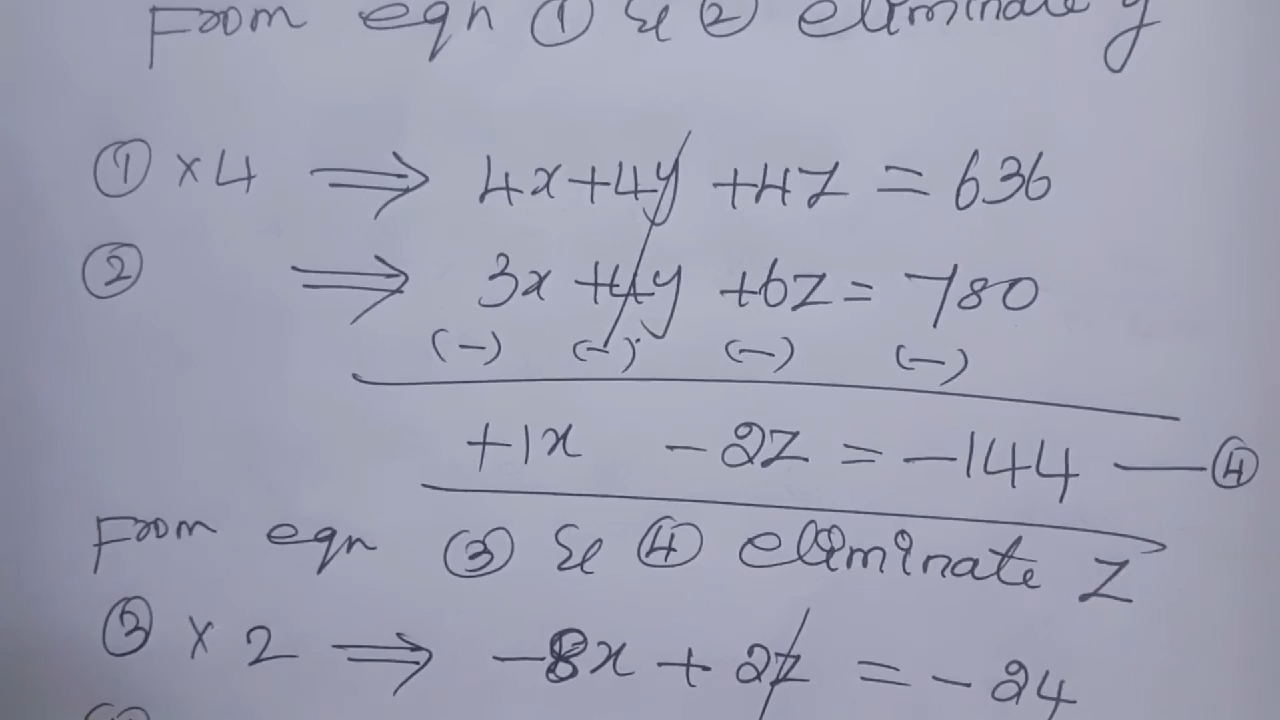 From eqn ① & ② eliminate y
① × 4 ⟹ 4x + 4y + 4z = 636
② ⟹ 3x + 4y + 6z = 780
(-) (-) (-) (-)
+1x - 2z = -144 — ④
From eqn ③ & ④ eliminate z
③ × 2 ⟹ -8x + 2z = -24